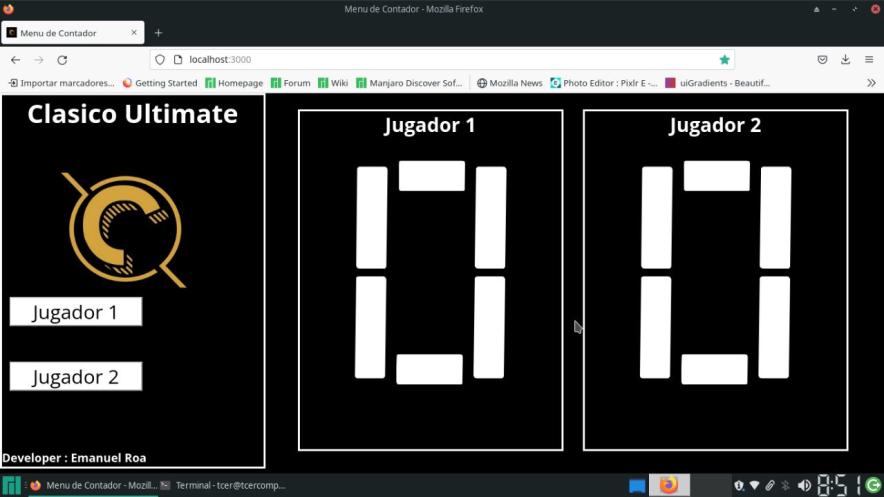 Menu de Contador - Mozilla Firefox
Menu de Contador
localhost:3000
Importar marcadores...
Getting Started
Homepage
Forum
Wiki
Manjaro Discover Sof...
Mozilla News
Photo Editor : Pixlr E -...
uiGradients - Beautif...
Clasico Ultimate
Jugador 1
Jugador 2
Developer : Emanuel Roa
Jugador 1
0
Jugador 2
0
Menu de Contador - Mozill...
Terminal - tcer@tcercomp...
8:51